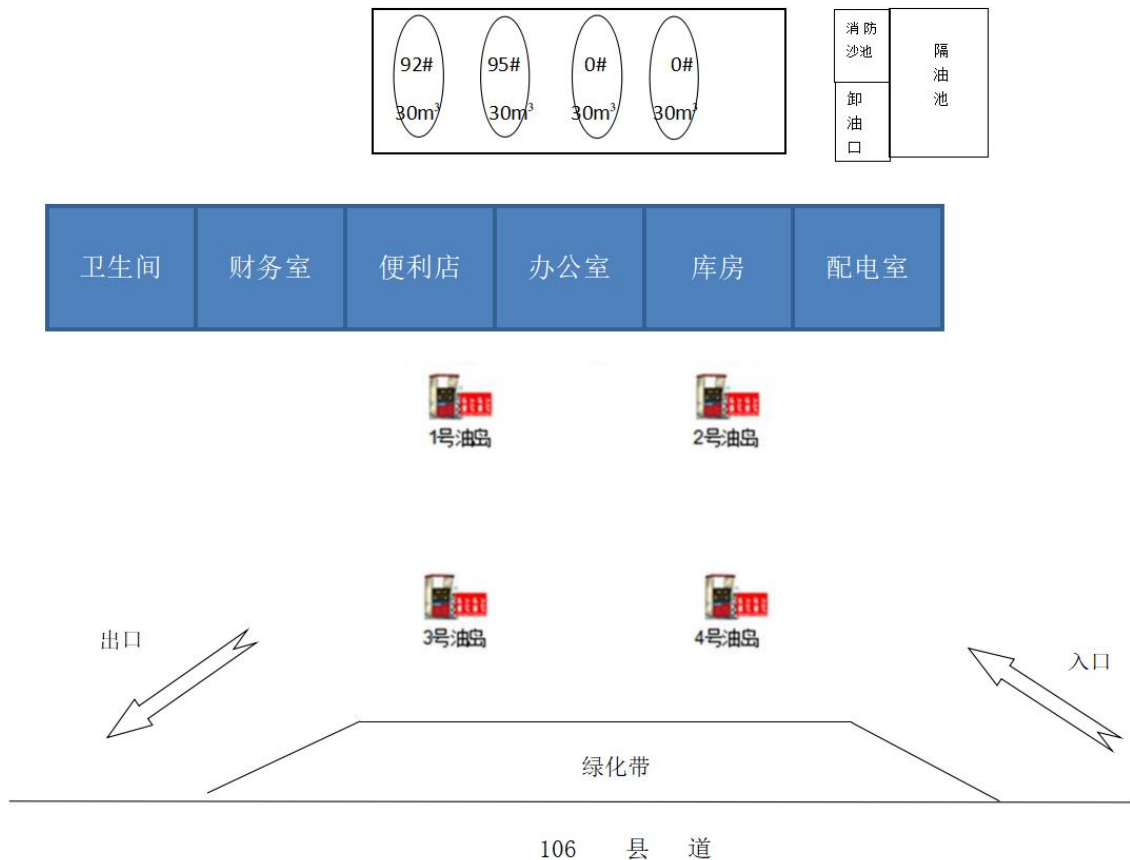 92#
30m³
95#
30m³
0#
30m³
0#
30m³
消防
沙池
卸
油
口
隔
油
池
卫生间
财务室
便利店
办公室
库房
配电室
1号油岛
2号油岛
3号油岛
4号油岛
出口
入口
绿化带
106 县 道